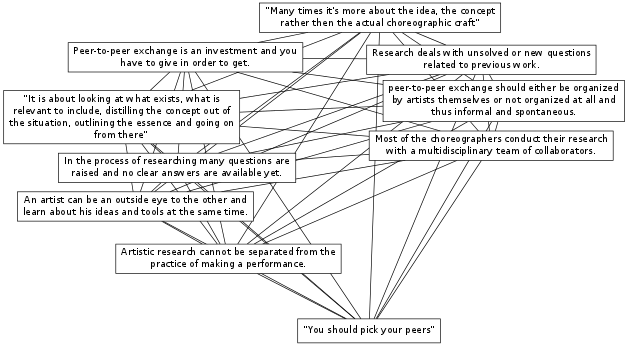 "Many times it's more about the idea, the concept
rather then the actual choreographic craft"
Peer-to-peer exchange is an investment and you
have to give in order to get.
Research deals with unsolved or new questions
related to previous work.
peer-to-peer exchange should either be organized
by artists themselves or not organized at all and
thus informal and spontaneous.
"It is about looking at what exists, what is
relevant to include, distilling the concept out of
the situation, outlining the essence and going on
from there"
Most of the choreographers conduct their research
with a multidisciplinary team of collaborators.
In the process of researching many questions are
raised and no clear answers are available yet.
An artist can be an outside eye to the other and
learn about his ideas and tools at the same time.
Artistic research cannot be separated from the
practice of making a performance.
"You should pick your peers"